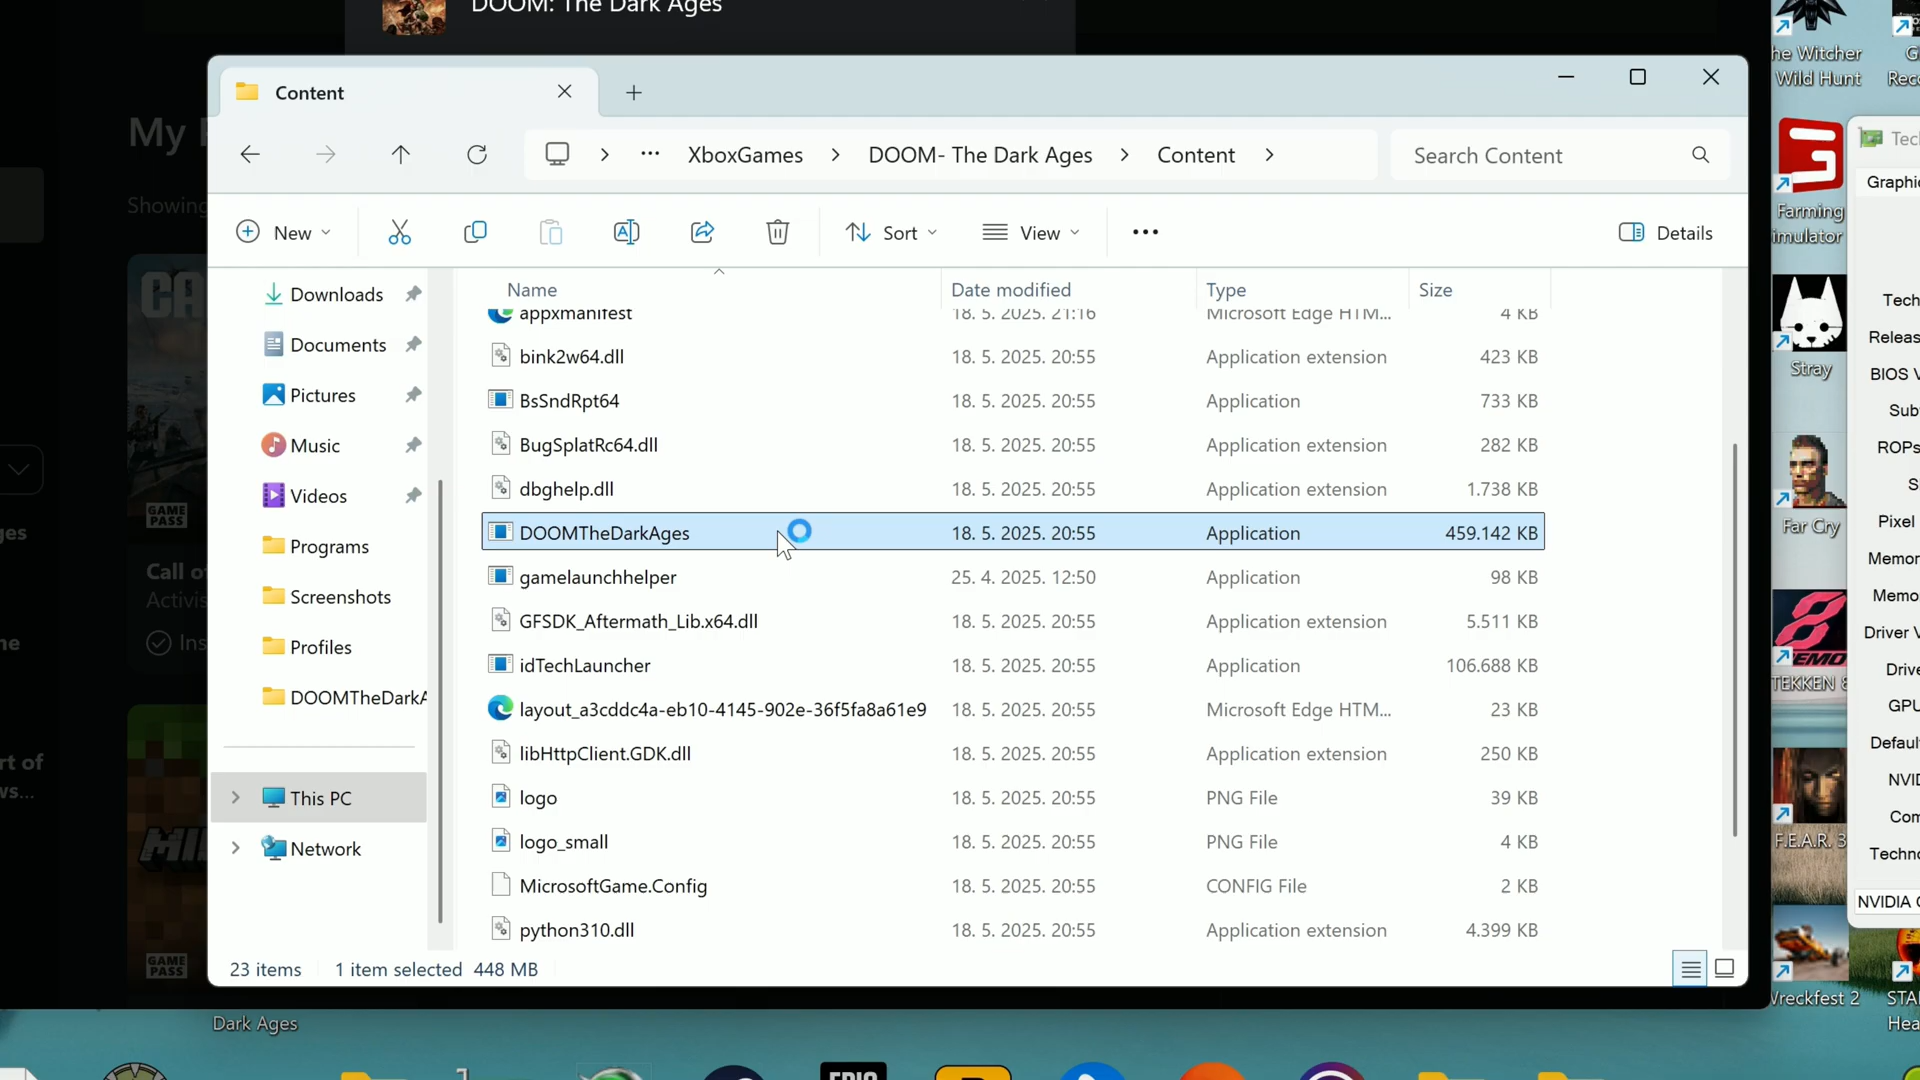 DOOM: The Dark Ages
Content
XboxGames
DOOM- The Dark Ages
Content
Search Content
New
Sort
View
Details
Downloads
Documents
Pictures
Music
Videos
Programs
Screenshots
Profiles
DOOMTheDarkA
This PC
Network
Name Date modified Type Size
appxmanifest 18. 5. 2025. 21:16 Microsoft Edge HTM... 4 KB
bink2w64.dll 18. 5. 2025. 20:55 Application extension 423 KB
BsSndRpt64 18. 5. 2025. 20:55 Application 733 KB
BugSplatRc64.dll 18. 5. 2025. 20:55 Application extension 282 KB
dbghelp.dll 18. 5. 2025. 20:55 Application extension 1.738 KB
DOOMTheDarkAges 18. 5. 2025. 20:55 Application 459.142 KB
gamelaunchhelper 25. 4. 2025. 12:50 Application 98 KB
GFSDK_Aftermath_Lib.x64.dll 18. 5. 2025. 20:55 Application extension 5.511 KB
idTechLauncher 18. 5. 2025. 20:55 Application 106.688 KB
layout_a3cddc4a-eb10-4145-902e-36f5fa8a61e9 18. 5. 2025. 20:55 Microsoft Edge HTM... 23 KB
libHttpClient.GDK.dll 18. 5. 2025. 20:55 Application extension 250 KB
logo 18. 5. 2025. 20:55 PNG File 39 KB
logo_small 18. 5. 2025. 20:55 PNG File 4 KB
MicrosoftGame.Config 18. 5. 2025. 20:55 CONFIG File 2 KB
python310.dll 18. 5. 2025. 20:55 Application extension 4.399 KB
23 items 1 item selected 448 MB
My
Showing
CA
GAME
PASS
Call o
Activis
Ins
MI
GAME
PASS
ges
ne
rt of
ws...
Dark Ages
EPIC
he Witcher
Wild Hunt
G
Reco
Farming
imulator
Stray
Far Cry
DEMO
TEKKEN 8
F.E.A.R. 3
Wreckfest 2
STA
Hea
Tech
Graphic
Tech
Releas
BIOS V
Sub
ROPs
S
Pixel
Memor
Memo
Driver V
Drive
GPU
Defaul
NVID
Com
Techno
NVIDIA G